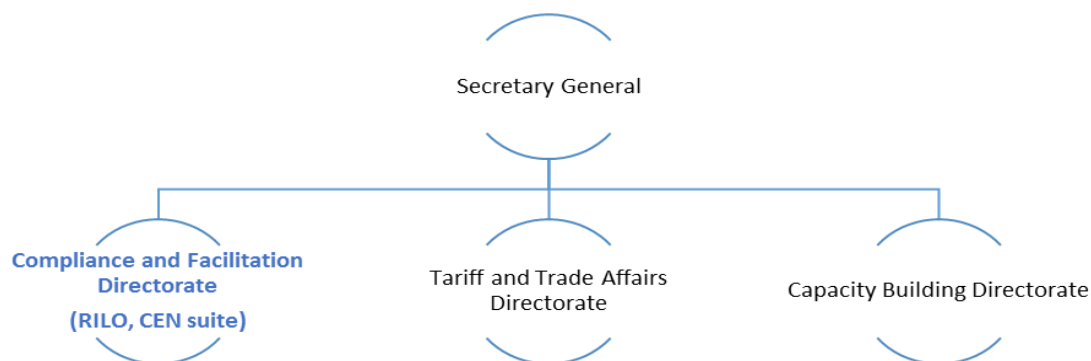 Secretary General
Compliance and Facilitation
Directorate
(RILO, CEN suite)
Tariff and Trade Affairs
Directorate
Capacity Building Directorate